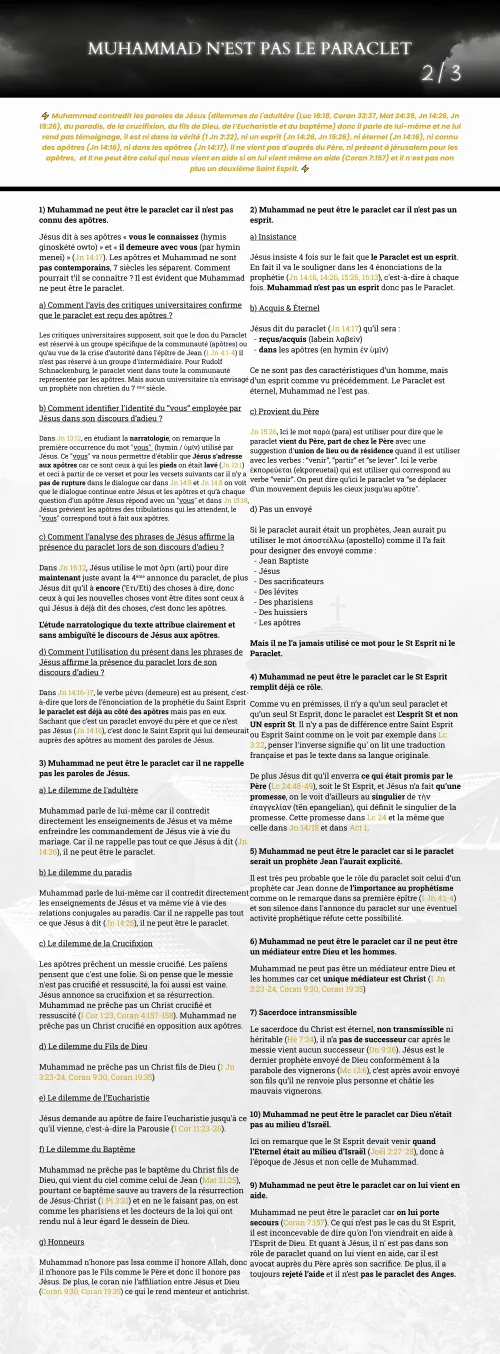 MUHAMMAD N'EST PAS LE PARACLET
2/3
Muhammad contredit les paroles de Jésus (dilemmes de l'adultère (Luc 16:18, Coran 33:37, Mat 24:35, Jn 14:26, Jn
15:26), du paradis, de la crucifixion, du fils de Dieu, de l'Eucharistie et du baptême) donc il parle de lui-même et ne lui
rend pas témoignage, il est ni dans la vérité (1 Jn 2:22), ni un esprit (Jn 14:26, Jn 15:26), ni éternel (Jn 14:16), ni connu
des apôtres (Jn 14:16), ni dans les apôtres (Jn 14:17), il ne vient pas d'auprès du Père, ni présent à jérusalem pour les
apôtres, et il ne peut être celui qui nous vient en aide si on lui vient même en aide (Coran 7:157) et il n'est pas non
plus un deuxième Saint Esprit.
1) Muhammad ne peut être le paraclet car il n'est pas
connu des apôtres.
Jésus dit à ses apôtres « vous le connaissez (hymis
ginoskété owto) » et « il demeure avec vous (par hymin
menei) » (Jn 14:17). Les apôtres et Muhammad ne sont
pas contemporains, 7 siècles les séparent. Comment
pourrait t'il se connaître ? Il est évident que Muhammad
ne peut être le paraclet.
a) Comment l'avis des critiques universitaires confirme
que le paraclet est reçu des apôtres ?
Les critiques universitaires supposent, soit que le don du Paraclet
est réservé à un groupe spécifique de la communauté (apôtres) ou
qu'au vue de la crise d'autorité dans l'épître de Jean (1 Jn 4:1-4) il
n'est pas réservé à un groupe d'intermédiaire. Pour Rudolf
Schnackenburg, le paraclet vient dans toute la communauté
représentée par les apôtres. Mais aucun universitaire n'a envisagé
un prophète non chrétien du 7 ème siècle.
b) Comment identifier l'identité du "vous" employée par
Jésus dans son discours d'adieu ?
Dans Jn 13:12, en étudiant la narratologie, on remarque la
première occurrence du mot "vous" (hymin / ὑμῖν) utilisé par
Jésus. Ce "vous" va nous permettre d'établir que Jésus s'adresse
aux apôtres car ce sont ceux à qui les pieds on était lavé (Jn 13:1)
et ceci à partir de ce verset et pour les versets suivants car il n'y a
pas de rupture dans le dialogue car dans Jn 14:5 et Jn 14:8 on voit
que le dialogue continue entre Jésus et les apôtres et qu'à chaque
question d'un apôtre Jésus répond avec un "vous" et dans Jn 15:18,
Jésus prévient les apôtres des tribulations qui les attendent, le
"vous" correspond tout à fait aux apôtres.
c) Comment l'analyse des phrases de Jésus affirme la
présence du paraclet lors de son discours d'adieu ?
Dans Jn 16:12, Jésus utilise le mot ἄρτι (arti) pour dire
maintenant juste avant la 4ème annonce du paraclet, de plus
Jésus dit qu'il à encore (Ἔτι/Eti) des choses à dire, donc
ceux à qui les nouvelles choses vont être dites sont ceux à
qui Jésus à déjà dit des choses, c'est donc les apôtres.
L'étude narratologique du texte attribue clairement et
sans ambiguïté le discours de Jésus aux apôtres.
d) Comment l'utilisation du présent dans les phrases de
Jésus affirme la présence du paraclet lors de son
discours d'adieu ?
Dans Jn 14:16-17, le verbe μένει (demeure) est au présent, c'est-
à-dire que lors de l'énonciation de la prophétie du Saint Esprit
le paraclet est déjà au côté des apôtres mais pas en eux.
Sachant que c'est un paraclet envoyé du père et que ce n'est
pas Jésus (Jn 14:16), c'est donc le Saint Esprit qui lui demeurait
auprès des apôtres au moment des paroles de Jésus.
3) Muhammad ne peut être le paraclet car il ne rappelle
pas les paroles de Jésus.
a) Le dilemme de l'adultère
Muhammad parle de lui-même car il contredit
directement les enseignements de Jésus et va même
enfreindre les commandement de Jésus vie à vie du
mariage. Car il ne rappelle pas tout ce que Jésus à dit (Jn
14:26), il ne peut être le paraclet.
b) Le dilemme du paradis
Muhammad parle de lui-même car il contredit directement
les enseignements de Jésus et va même vie à vie des
relations conjugales au paradis. Car il ne rappelle pas tout
ce que Jésus à dit (Jn 14:26), il ne peut être le paraclet.
c) Le dilemme de la Crucifixion
Les apôtres prêchent un messie crucifié. Les païens
pensent que c'est une folie. Si on pense que le messie
n'est pas crucifié et ressuscité, la foi aussi est vaine.
Jésus annonce sa crucifixion et sa résurrection.
Muhammad ne prêche pas un Christ crucifié et
ressuscité (1 Cor 1:23, Coran 4:157-158). Muhammad ne
prêche pas un Christ crucifié en opposition aux apôtres.
d) Le dilemme du Fils de Dieu
Muhammad ne prêche pas un Christ fils de Dieu (1 Jn
3:23-24, Coran 9:30, Coran 19:35)
e) Le dilemme de l'Eucharistie
Jésus demande au apôtre de faire l'eucharistie jusqu'à ce
qu'il vienne, c'est-à-dire la Parousie (1 Cor 11:23-26).
f) Le dilemme du Baptême
Muhammad ne prêche pas le baptême du Christ fils de
Dieu, qui vient du ciel comme celui de Jean (Mat 21:25),
pourtant ce baptême sauve au travers de la résurrection
de Jésus-Christ (1 Pi 3:21) et en ne le faisant pas, on est
comme les pharisiens et les docteurs de la loi qui ont
rendu nul à leur égard le dessein de Dieu.
g) Honneurs
Muhammad n'honore pas Issa comme il honore Allah, donc
il n'honore pas le Fils comme le Père et donc il honore pas
Jésus. De plus, le coran nie l'affiliation entre Jésus et Dieu
(Coran 9:30, Coran 19:35) ce qui le rend menteur et antichrist.
2) Muhammad ne peut être le paraclet car il n'est pas un
esprit.
a) Insistance
Jésus insiste 4 fois sur le fait que le Paraclet est un esprit.
En fait il va le souligner dans les 4 énonciations de la
prophétie (Jn 14:16, 14:26, 15:26, 16:13), c'est-à-dire à chaque
fois. Muhammad n'est pas un esprit donc pas le Paraclet.
b) Acquis & Éternel
Jésus dit du paraclet (Jn 14:17) qu'il sera :
- reçus/acquis (labein λαβεῖν)
- dans les apôtres (en hymin ἐν ὑμῖν)
Ce ne sont pas des caractéristiques d'un homme, mais
d'un esprit comme vu précédemment. Le Paraclet est
éternel, Muhammad ne l'est pas.
c) Provient du Père
Jn 15:26, Ici le mot παρὰ (para) est utiliser pour dire que le
paraclet vient du Père, part de chez le Père avec une
suggestion d'union de lieu ou de résidence quand il est utiliser
avec les verbes : "venir", "partir" et "se lever". Ici le verbe
ἐκπορεύεται (ekporeuetai) qui est utiliser qui correspond au
verbe "venir". On peut dire qu'ici le paraclet va "se déplacer
d'un mouvement depuis les cieux jusqu'au apôtre".
d) Pas un envoyé
Si le paraclet aurait était un prophètes, Jean aurait pu
utiliser le mot ἀποστέλλω (apostello) comme il l'a fait
pour designer des envoyé comme :
- Jean Baptiste
- Jésus
- Des sacrificateurs
- Des lévites
- Des pharisiens
- Des huissiers
- Les apôtres
Mais il ne l'a jamais utilisé ce mot pour le St Esprit ni le
Paraclet.
4) Muhammad ne peut être le paraclet car le St Esprit
remplit déjà ce rôle.
Comme vu en prémisses, il n'y a qu'un seul paraclet et
qu'un seul St Esprit, donc le paraclet est L'esprit St et non
UN esprit St. Il n'y a pas de différence entre Saint Esprit
ou Esprit Saint comme on le voit par exemple dans Lc
3:22, penser l'inverse signifie qu' on lit une traduction
française et pas le texte dans sa langue originale.
De plus Jésus dit qu'il enverra ce qui était promis par le
Père (Lc 24:48-49), soit le St Esprit, et Jésus n'a fait qu'une
promesse, on le voit d'ailleurs au singulier de τὴν
ἐπαγγελίαν (tên epangelian), qui définit le singulier de la
promesse. Cette promesse dans Lc 24 et la même que
celle dans Jn 14/15 et dans Act 1.
5) Muhammad ne peut être le paraclet car si le paraclet
serait un prophète Jean l'aurait explicité.
Il est très peu probable que le rôle du paraclet soit celui d'un
prophète car Jean donne de l'importance au prophétisme
comme on le remarque dans sa première épître (1 Jn 4:1-4)
et son silence dans l'annonce du paraclet sur une éventuel
activité prophétique réfute cette possibilité.
6) Muhammad ne peut être le paraclet car il ne peut être
un médiateur entre Dieu et les hommes.
Muhammad ne peut pas être un médiateur entre Dieu et
les hommes car cet unique médiateur est Christ (1 Jn
3:23-24, Coran 9:30, Coran 19:35)
7) Sacerdoce intransmissible
Le sacerdoce du Christ est éternel, non transmissible ni
héritable (Hé 7:24), il n'a pas de successeur car après le
messie vient aucun successeur (Dn 9:26). Jésus est le
dernier prophète envoyé de Dieu conformément à la
parabole des vignerons (Mc 12:6), c'est après avoir envoyé
son fils qu'il ne renvoie plus personne et châtie les
mauvais vignerons.
10) Muhammad ne peut être le paraclet car Dieu n'était
pas au milieu d'Israël.
Ici on remarque que le St Esprit devait venir quand
l'Eternel était au milieu d'Israël (Joël 2:27-28), donc à
l'époque de Jésus et non celle de Muhammad.
9) Muhammad ne peut être le paraclet car on lui vient en
aide.
Muhammad ne peut être le paraclet car on lui porte
secours (Coran 7:157). Ce qui n'est pas le cas du St Esprit,
il est inconcevable de dire qu'on l'on viendrait en aide à
l'Esprit de Dieu. Et quant à Jésus, il n' est pas dans son
rôle de paraclet quand on lui vient en aide, car il est
avocat auprès du Père après son sacrifice. De plus, il a
toujours rejeté l'aide et il n'est pas le paraclet des Anges.